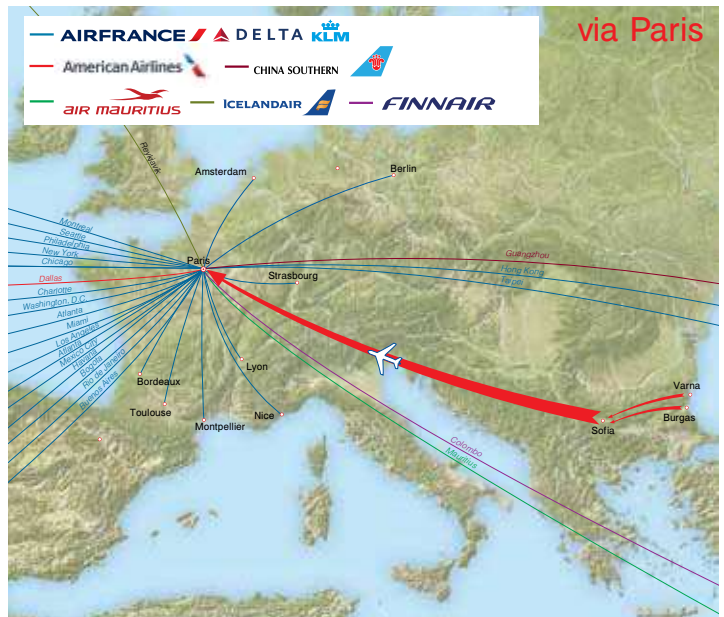 via Paris
AIRFRANCE DELTA KLM
American Airlines CHINA SOUTHERN
AIR MAURITIUS ICELANDAIR FINNAIR
Reykiavik
Amsterdam
Berlin
Montreal
Seattle
Philadelphia
New York
Chicago
Paris
Guangzhou
Hong Kong
Strasbourg
Dallas
Charlotte
Washington, D.C.
Atlanta
Miami
Los Angeles
Atlanta
Mexico City
Havana
Bogota
Rio de Janeiro
Buenos Aires
Lyon
Bordeaux
Toulouse
Montpellier
Nice
Varna
Burgas
Sofia
Colombo
Mauritius